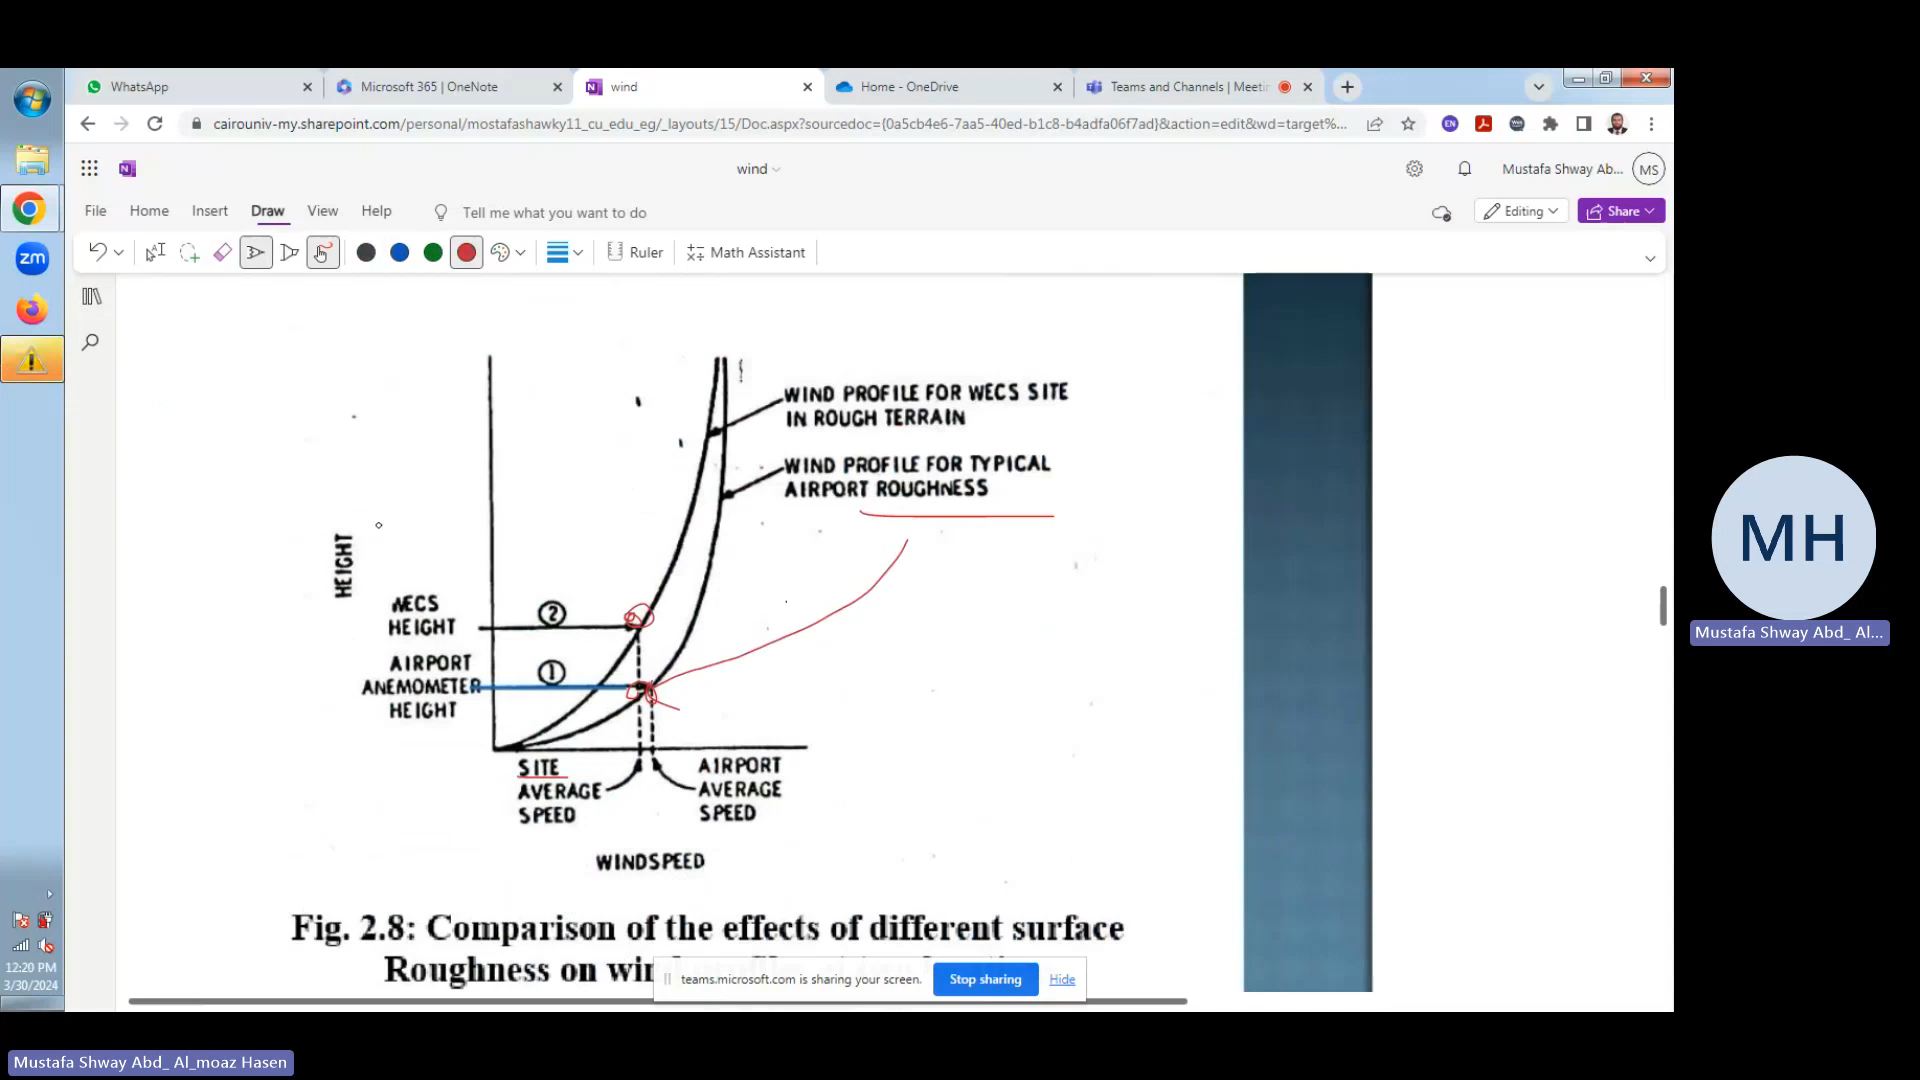 WhatsApp
Microsoft 365 | OneNote
wind
Home - OneDrive
Teams and Channels | Meeti
cairouniv-my.sharepoint.com/personal/mostafashawky11_cu_edu_eg/_layouts/15/Doc.aspx?sourcedoc={0a5cb4e6-7aa5-40ed-b1c8-b4adfa06f7ad}&action=edit&wd=target%...
EN
wind
Mustafa Shway Ab...
MS
File
Home
Insert
Draw
View
Help
Tell me what you want to do
Editing
Share
Ruler
Math Assistant
zm
WIND PROFILE FOR WECS SITE
IN ROUGH TERRAIN
WIND PROFILE FOR TYPICAL
AIRPORT ROUGHNESS
HEIGHT
WECS
HEIGHT
2
AIRPORT
ANEMOMETER
HEIGHT
1
SITE
AVERAGE
SPEED
AIRPORT
AVERAGE
SPEED
WINDSPEED
Fig. 2.8: Comparison of the effects of different surface
Roughness on
teams.microsoft.com is sharing your screen.
Stop sharing
Hide
12:20 PM
3/30/2024
MH
Mustafa Shway Abd_ Al...
Mustafa Shway Abd_ Al_moaz Hasen